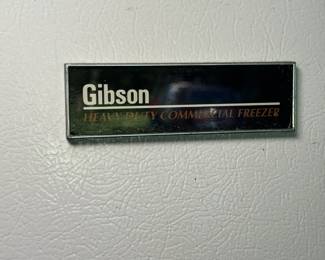 Gibson
HEAVY DUTY COMMERCIAL FREEZER